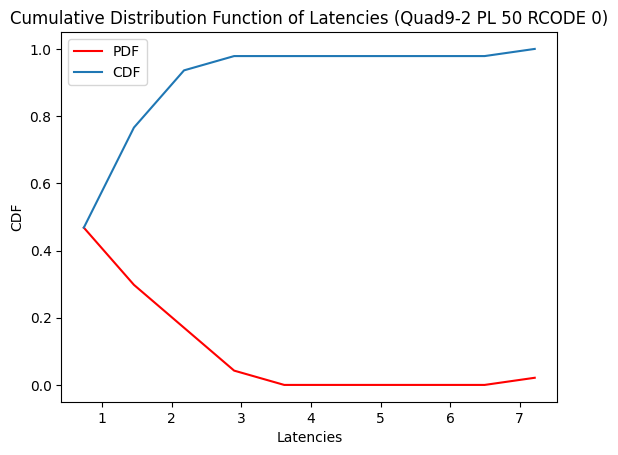 Cumulative Distribution Function of Latencies (Quad9-2 PL 50 RCODE 0)
PDF
CDF
1.0
0.8
0.6
0.4
0.2
0.0
CDF
1 2 3 4 5 6 7
Latencies